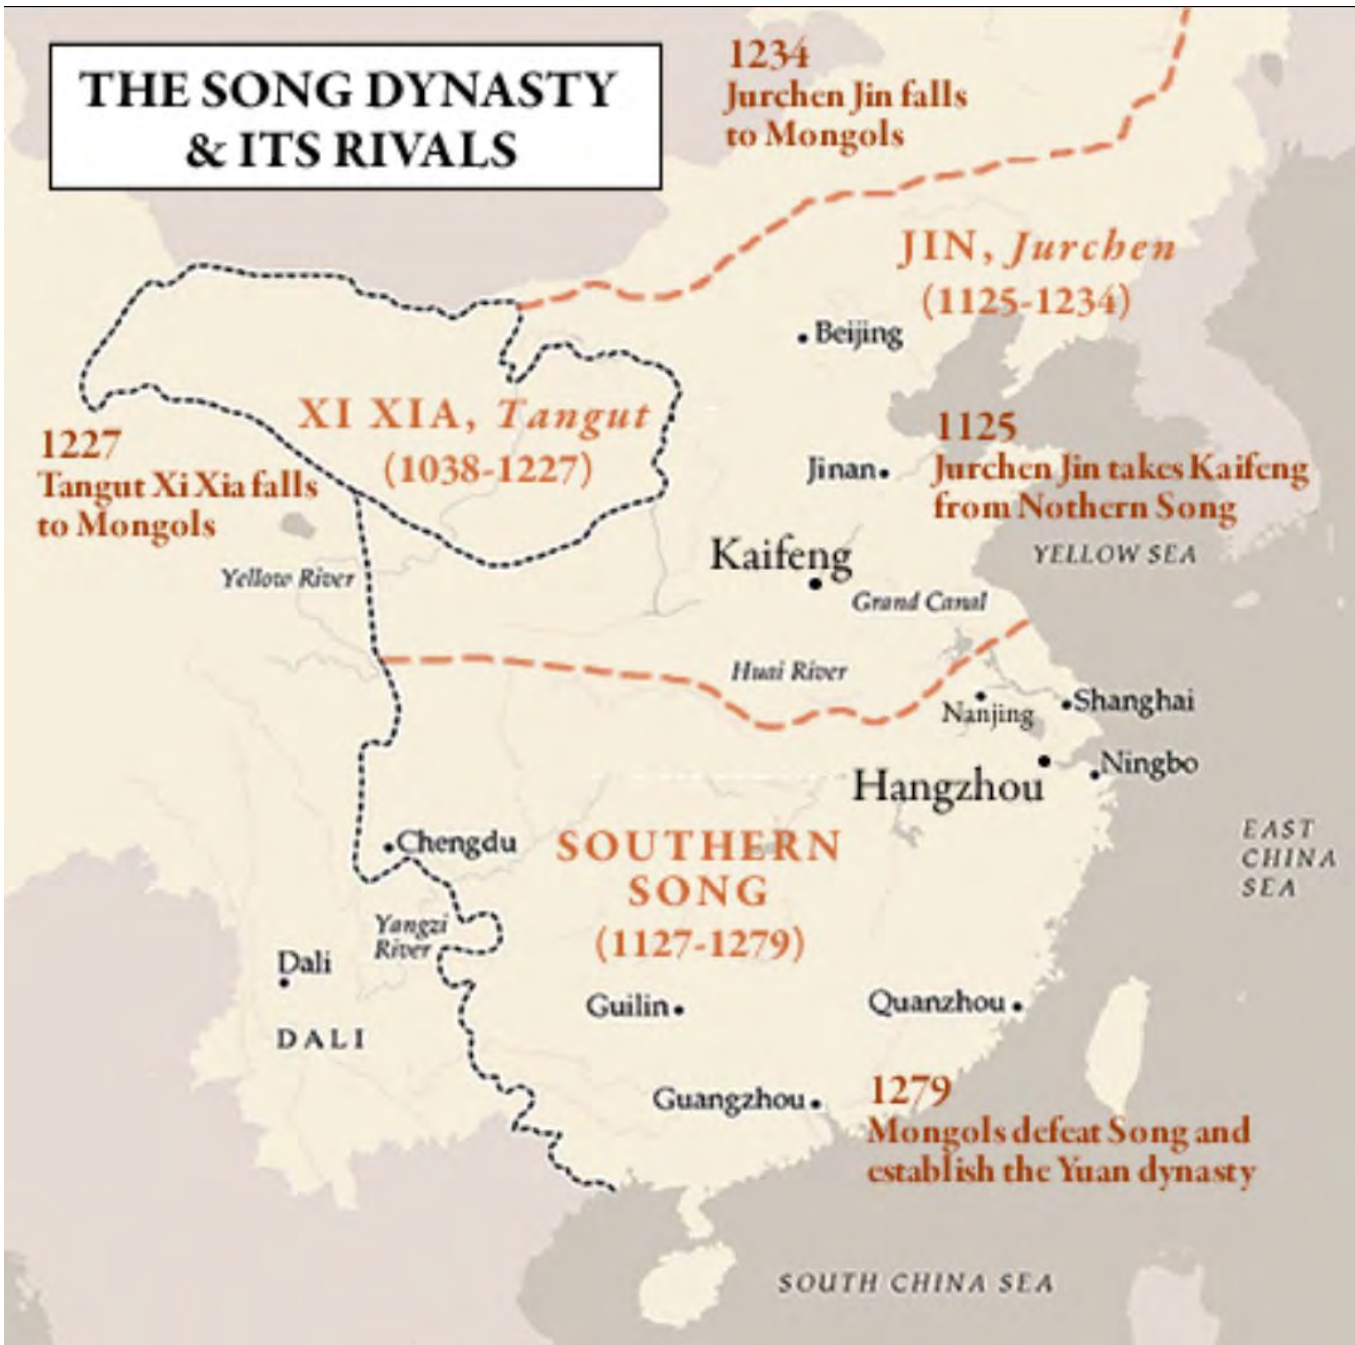 THE SONG DYNASTY
& ITS RIVALS
1234
Jurchen Jin falls
to Mongols
JIN, Jurchen
(1125-1234)
Beijing
XI XIA, Tangut
(1038-1227)
1227
Tangut Xi Xia falls
to Mongols
1125
Jurchen Jin takes Kaifeng
from Nothern Song
Jinan
YELLOW SEA
Kaifeng
Yellow River
Grand Canal
Huai River
Nanjing
Shanghai
Hangzhou
Ningbo
EAST
CHINA
SEA
Chengdu
SOUTHERN
SONG
(1127-1279)
Yangzi
River
Dali
DALI
Guilin
Quanzhou
Guangzhou
1279
Mongols defeat Song and
establish the Yuan dynasty
SOUTH CHINA SEA